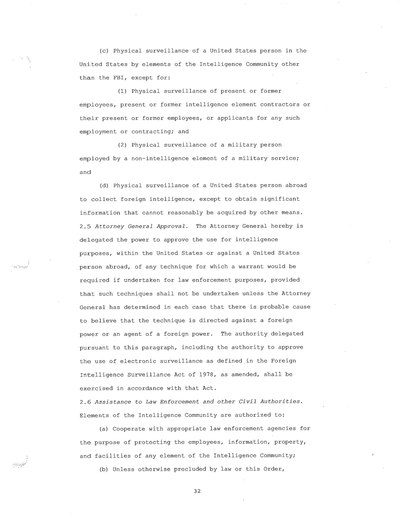 (c) Physical surveillance of a United States person in the
United States by elements of the Intelligence Community other
than the FBI, except for:
(1) Physical surveillance of present or former
employees, present or former intelligence element contractors or
their present or former employees, or applicants for any such
employment or contracting; and
(2) Physical surveillance of a military person
employed by a non-intelligence element of a military service;
and
(d) Physical surveillance of a United States person abroad
to collect foreign intelligence, except to obtain significant
information that cannot reasonably be acquired by other means.
2.5 Attorney General Approval. The Attorney General hereby is
delegated the power to approve the use for intelligence
purposes, within the United States or against a United States
person abroad, of any technique for which a warrant would be
required if undertaken for law enforcement purposes, provided
that such techniques shall not be undertaken unless the Attorney
General has determined in each case that there is probable cause
to believe that the technique is directed against a foreign
power or an agent of a foreign power. The authority delegated
pursuant to this paragraph, including the authority to approve
the use of electronic surveillance as defined in the Foreign
Intelligence Surveillance Act of 1978, as amended, shall be
exercised in accordance with that Act.
2.6 Assistance to Law Enforcement and other Civil Authorities.
Elements of the Intelligence Community are authorized to:
(a) Cooperate with appropriate law enforcement agencies for
the purpose of protecting the employees, information, property,
and facilities of any element of the Intelligence Community;
(b) Unless otherwise precluded by law or this Order,
32